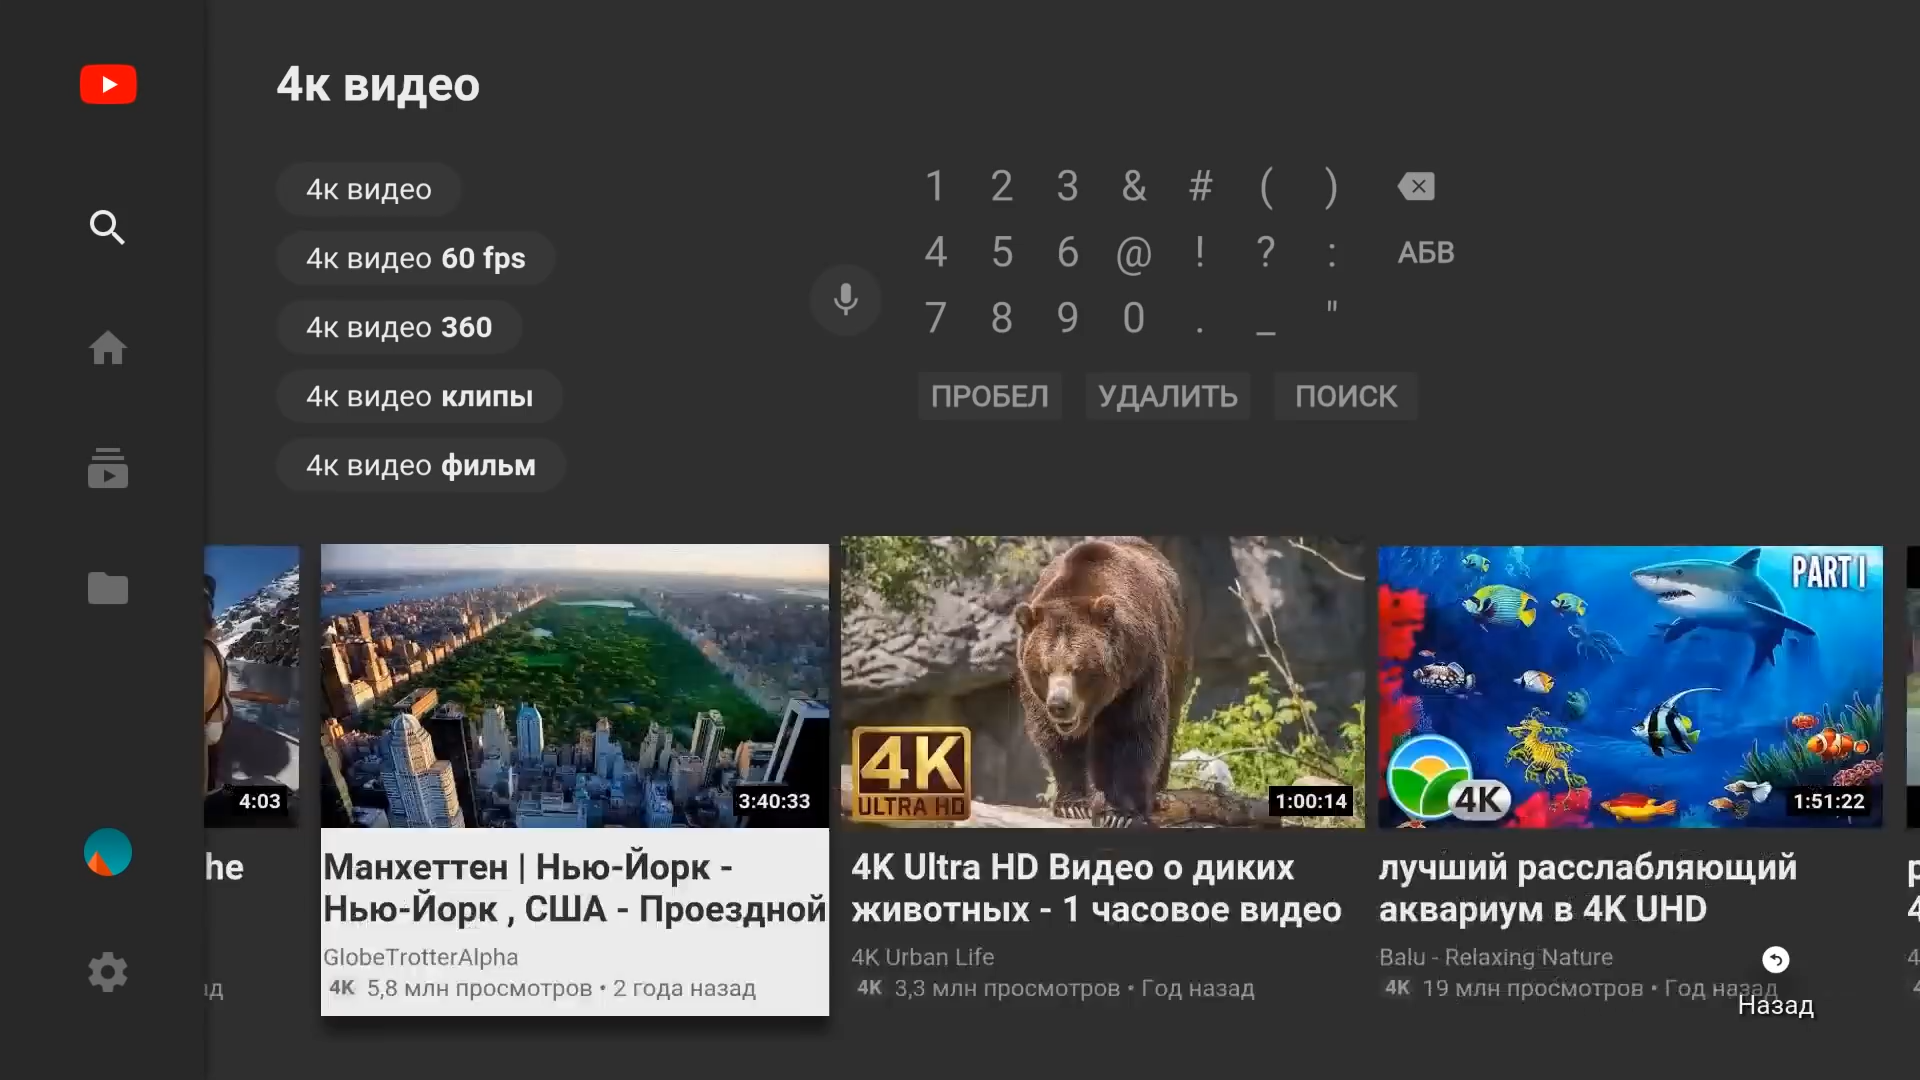 4к видео
4к видео
4к видео 60 fps
4к видео 360
4к видео клипы
4к видео фильм
1 2 3 & # ( )
4 5 6 @ ! ? : АБВ
7 8 9 0 . _ "
ПРОБЕЛ УДАЛИТЬ ПОИСК
4:03
he
3:40:33
Манхеттен | Нью-Йорк -
Нью-Йорк , США - Проездной
GlobeTrotterAlpha
4K 5,8 млн просмотров • 2 года назад
4K
ULTRA HD
1:00:14
4K Ultra HD Видео о диких
животных - 1 часовое видео
4K Urban Life
4K 3,3 млн просмотров • Год назад
PART I
4K
1:51:22
лучший расслабляющий
аквариум в 4K UHD
Balu - Relaxing Nature
4K 19 млн просмотров • Год назад
Назад